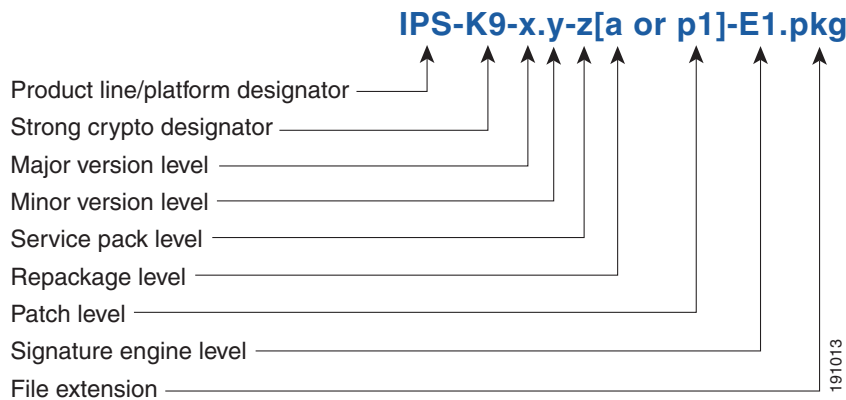 IPS-K9-x.y-z[a or p1]-E1.pkg
Product line/platform designator
Strong crypto designator
Major version level
Minor version level
Service pack level
Repackage level
Patch level
Signature engine level
File extension
191013